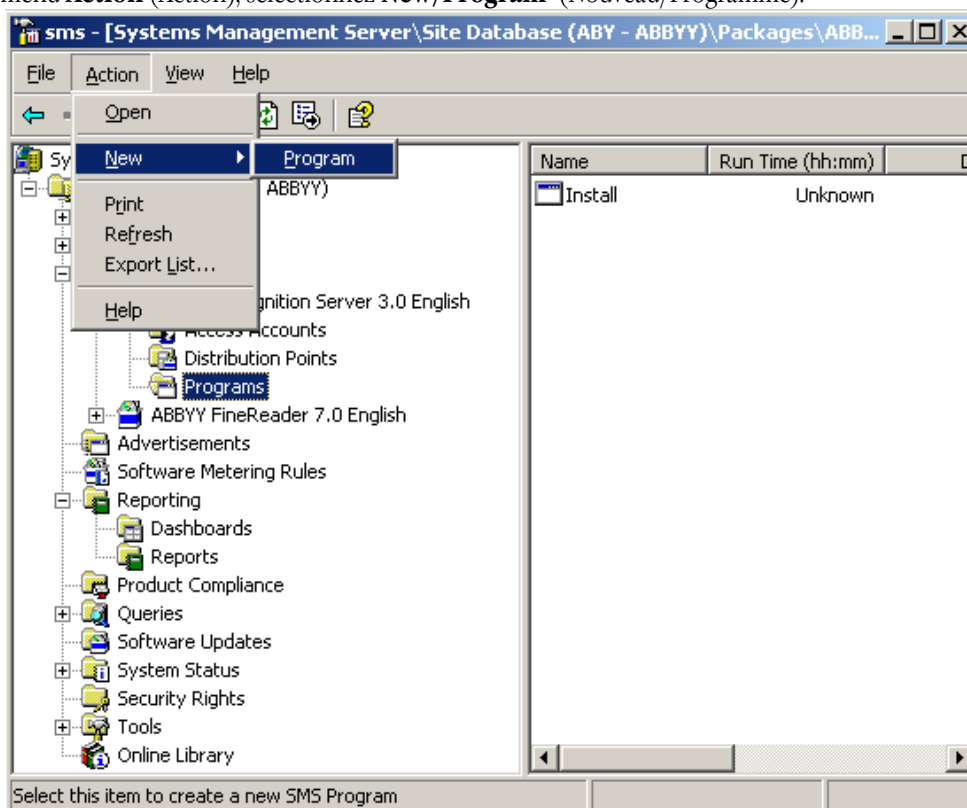 menu Action (Action), sélectionnez New/Program (Nouveau/Programme).
sms - [Systems Management Server\Site Database (ABY - ABBYY)\Packages\ABB...
File Action View Help
Open
New
Program
Print
Refresh
Export List...
Help
Sy
ABBYY)
gnition Server 3.0 English
Access Accounts
Distribution Points
Programs
ABBYY FineReader 7.0 English
Advertisements
Software Metering Rules
Reporting
Dashboards
Reports
Product Compliance
Queries
Software Updates
System Status
Security Rights
Tools
Online Library
Name Run Time (hh:mm)
Install Unknown
Select this item to create a new SMS Program